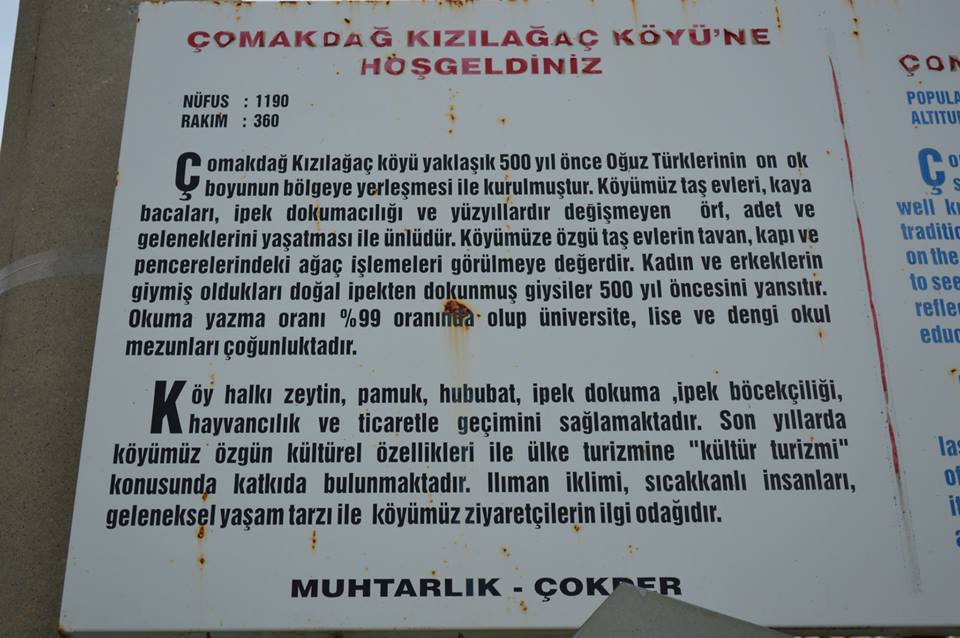 ÇOMAKDAĞ KIZILAĞAÇ KÖYÜ'NE
HOŞGELDİNİZ
NÜFUS : 1190
RAKIM : 360
Çomakdağ Kızılağaç köyü yaklaşık 500 yıl önce Oğuz Türklerinin on ok
boyunun bölgeye yerleşmesi ile kurulmuştur. Köyümüz taş evleri, kaya
bacaları, ipek dokumacılığı ve yüzyıllardır değişmeyen örf, adet ve
geleneklerini yaşatması ile ünlüdür. Köyümüze özgü taş evlerin tavan, kapı ve
pencerelerindeki ağaç işlemeleri görülmeye değerdir. Kadın ve erkeklerin
giymiş oldukları doğal ipekten dokunmuş giysiler 500 yıl öncesini yansıtır.
Okuma yazma oranı %99 oranında olup üniversite, lise ve dengi okul
mezunları çoğunluktadır.
Köy halkı zeytin, pamuk, hububat, ipek dokuma ,ipek böcekçiliği,
hayvancılık ve ticaretle geçimini sağlamaktadır. Son yıllarda
köyümüz özgün kültürel özellikleri ile ülke turizmine "kültür turizmi"
konusunda katkıda bulunmaktadır. Ilıman iklimi, sıcakkanlı insanları,
geleneksel yaşam tarzı ile köyümüz ziyaretçilerin ilgi odağıdır.
MUHTARLIK - ÇOKDER
POPULA
ALTITU
well k
traditi
on the
to see
refle
educ
las
of